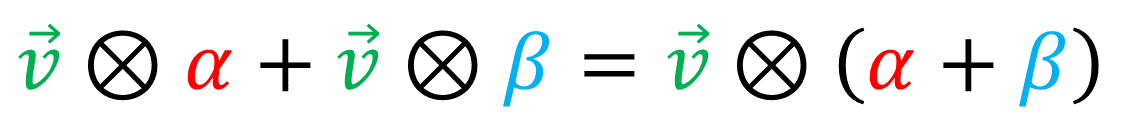 v⃗ ⊗ α + v⃗ ⊗ β = v⃗ ⊗ (α + β)